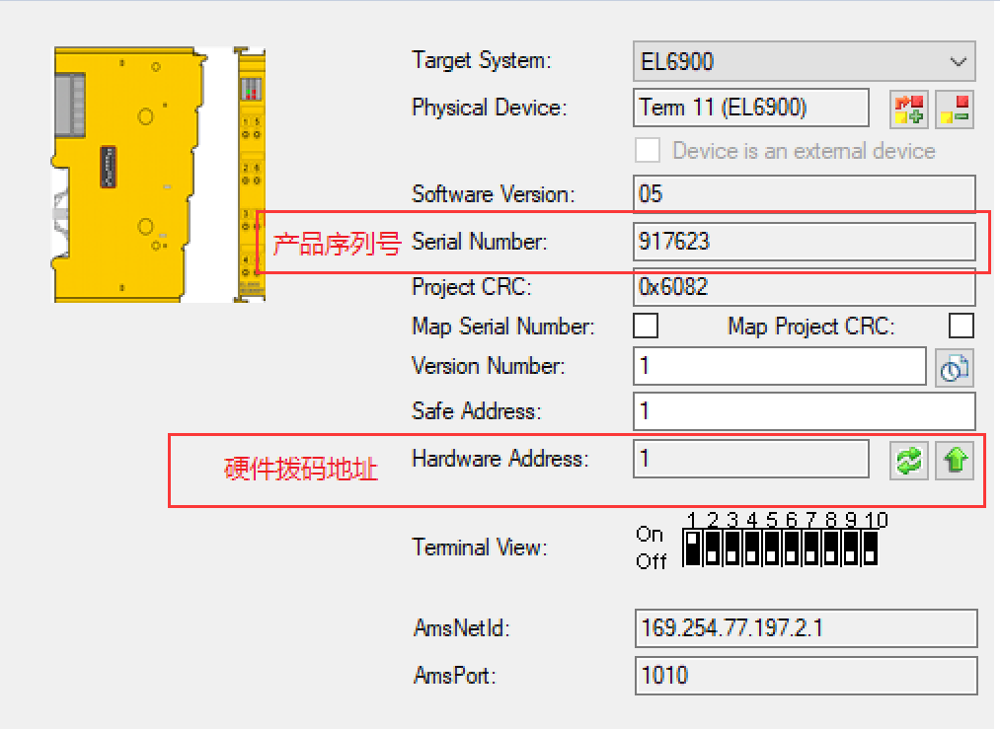 Target System: EL6900
Physical Device: Term 11 (EL6900)
Device is an external device
Software Version: 05
产品序列号 Serial Number: 917623
Project CRC: 0x6082
Map Serial Number: Map Project CRC:
Version Number: 1
Safe Address: 1
硬件拨码地址 Hardware Address: 1
1 2 3 4 5 6 7 8 9 10
On
Terminal View:
Off
AmsNetId: 169.254.77.197.2.1
AmsPort: 1010